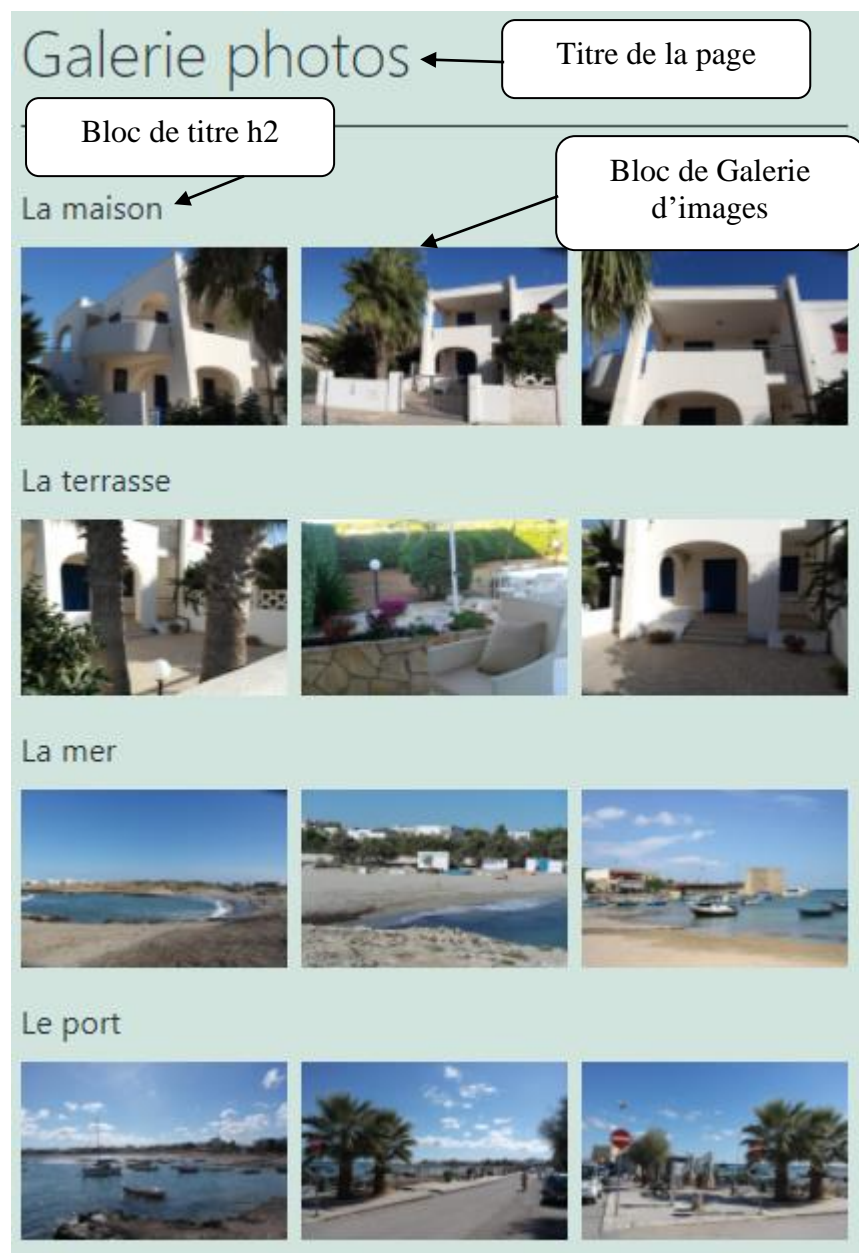 Galerie photos
Titre de la page
Bloc de titre h2
Bloc de Galerie
d’images
La maison
La terrasse
La mer
Le port